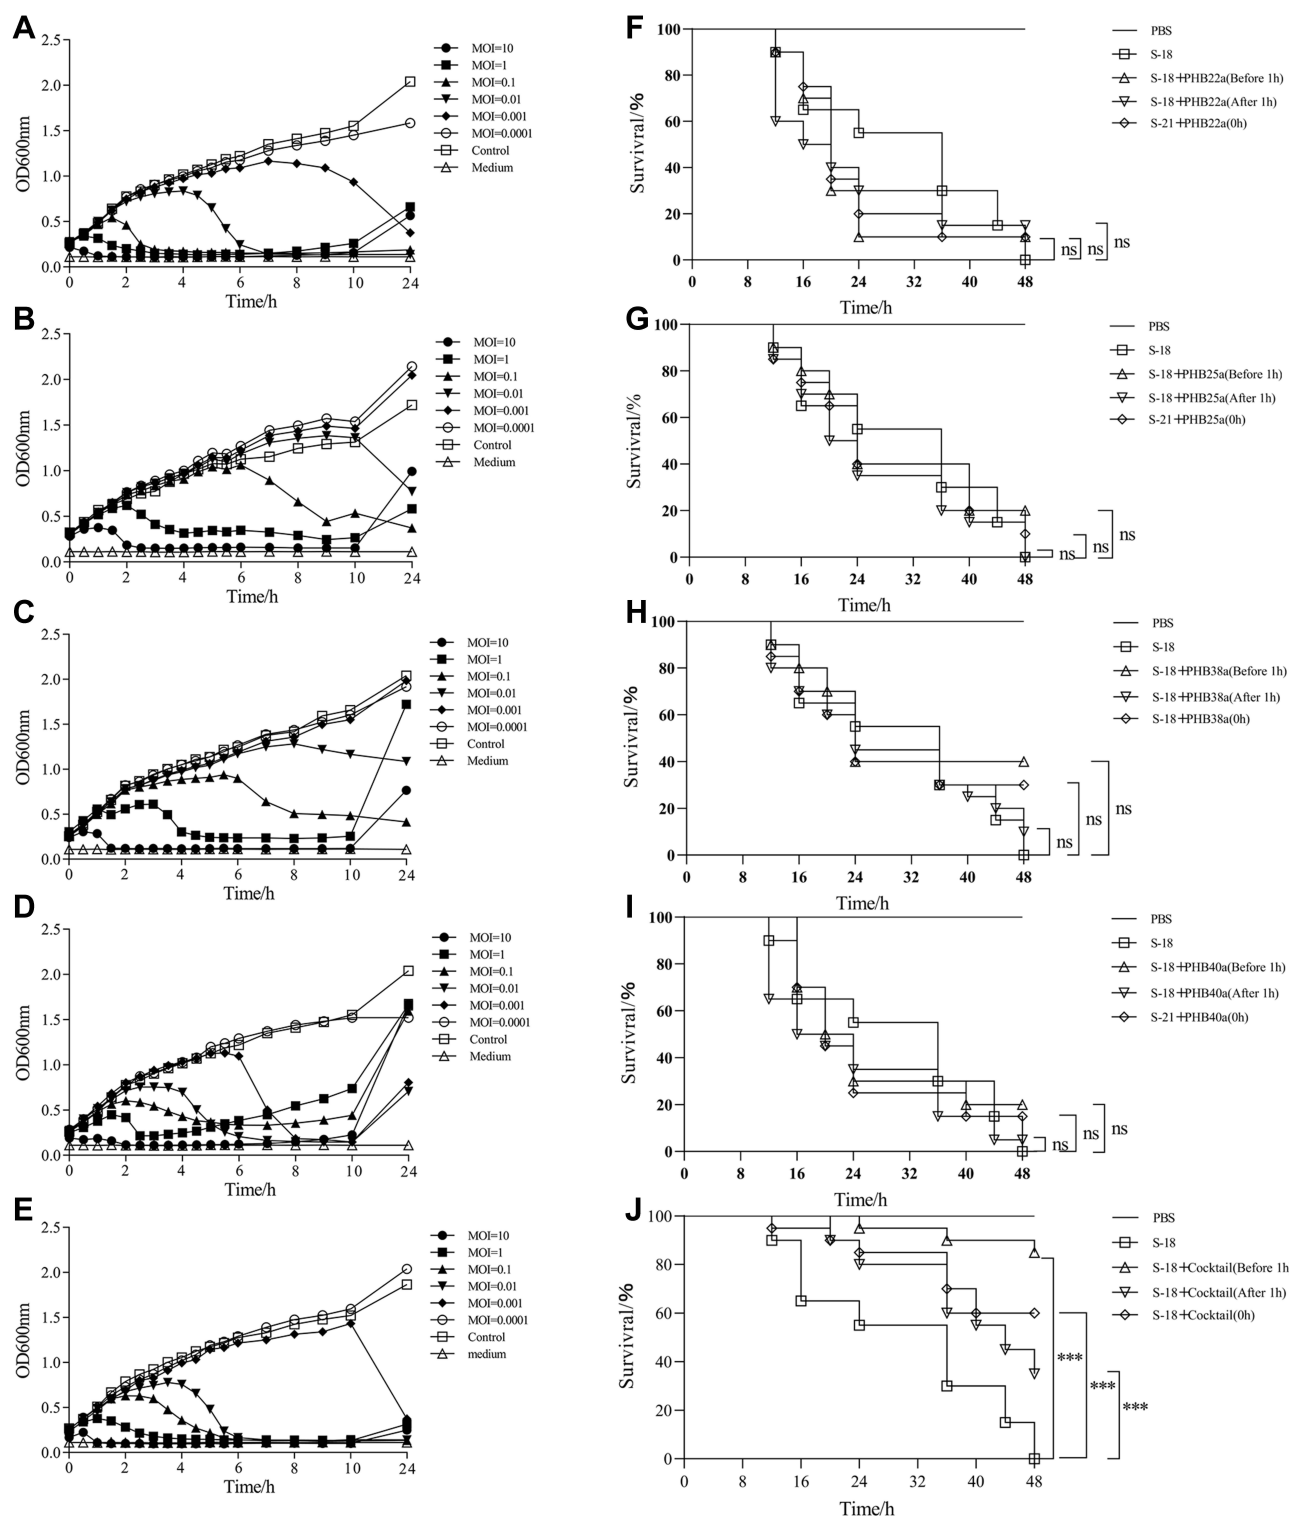 A
2.5
2.0
1.5
1.0
0.5
0.0
OD600nm
0 2 4 6 8 10 24
Time/h
MOI=10
MOI=1
MOI=0.1
MOI=0.01
MOI=0.001
MOI=0.0001
Control
Medium
F
100
80
60
40
20
0
Survivral/%
0 8 16 24 32 40 48
Time/h
PBS
S-18
S-18+PHB22a(Before 1h)
S-18+PHB22a(After 1h)
S-21+PHB22a(0h)
ns ns ns
B
2.5
2.0
1.5
1.0
0.5
0.0
OD600nm
0 2 4 6 8 10 24
Time/h
MOI=10
MOI=1
MOI=0.1
MOI=0.01
MOI=0.001
MOI=0.0001
Control
Medium
G
100
80
60
40
20
0
Survivral/%
0 8 16 24 32 40 48
Time/h
PBS
S-18
S-18+PHB25a(Before 1h)
S-18+PHB25a(After 1h)
S-21+PHB25a(0h)
ns ns ns
C
2.5
2.0
1.5
1.0
0.5
0.0
OD600nm
0 2 4 6 8 10 24
Time/h
MOI=10
MOI=1
MOI=0.1
MOI=0.01
MOI=0.001
MOI=0.0001
Control
Medium
H
100
80
60
40
20
0
Survivral/%
0 8 16 24 32 40 48
Time/h
PBS
S-18
S-18+PHB38a(Before 1h)
S-18+PHB38a(After 1h)
S-18+PHB38a(0h)
ns ns ns
D
2.5
2.0
1.5
1.0
0.5
0.0
OD600nm
0 2 4 6 8 10 24
Time/h
MOI=10
MOI=1
MOI=0.1
MOI=0.01
MOI=0.001
MOI=0.0001
Control
Medium
I
100
80
60
40
20
0
Survivral/%
0 8 16 24 32 40 48
Time/h
PBS
S-18
S-18+PHB40a(Before 1h)
S-18+PHB40a(After 1h)
S-21+PHB40a(0h)
ns ns ns
E
2.5
2.0
1.5
1.0
0.5
0.0
OD600nm
0 2 4 6 8 10 24
Time/h
MOI=10
MOI=1
MOI=0.1
MOI=0.01
MOI=0.001
MOI=0.0001
Control
medium
J
100
80
60
40
20
0
Survivral/%
0 8 16 24 32 40 48
Time/h
PBS
S-18
S-18+Cocktail(Before 1h
S-18+Cocktail(After 1h)
S-18+Cocktail(0h)
***
***
***